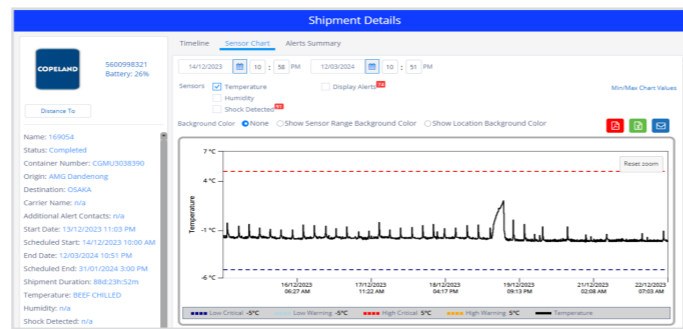 Shipment Details
COPELAND
5600998321
Battery: 26%
Distance To
Name: 169054
Status: Completed
Container Number: CGMU3038390
Origin: AMG Dandenong
Destination: OSAKA
Carrier Name: n/a
Additional Alert Contacts: n/a
Start Date: 13/12/2023 11:03 PM
Scheduled Start: 14/12/2023 10:00 AM
End Date: 12/03/2024 10:51 PM
Scheduled End: 31/01/2024 3:00 PM
Shipment Duration: 88d:23h:52m
Temperature: BEEF CHILLED
Humidity: n/a
Shock Detected: n/a
Timeline Sensor Chart Alerts Summary
14/12/2023 10 : 58 PM 12/03/2024 10 : 51 PM
Sensors Temperature Display Alerts
Min/Max Chart Values
Humidity
Shock Detected
Background Color None Show Sensor Range Background Color Show Location Background Color
Reset zoom
7 °C
4 °C
-1 °C
-6 °C
Temperature
16/12/2023 17/12/2023 18/12/2023 19/12/2023 21/12/2023 22/12/2023
06:27 AM 11:22 AM 04:17 PM 09:13 PM 02:08 AM 07:03 AM
Low Critical -5°C Low Warning -5°C High Critical 5°C High Warning 5°C Temperature